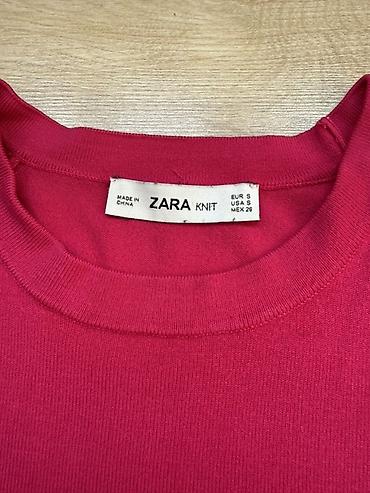 MADE IN
CHINA
ZARA KNIT
EUR S
USA S
MEX 26